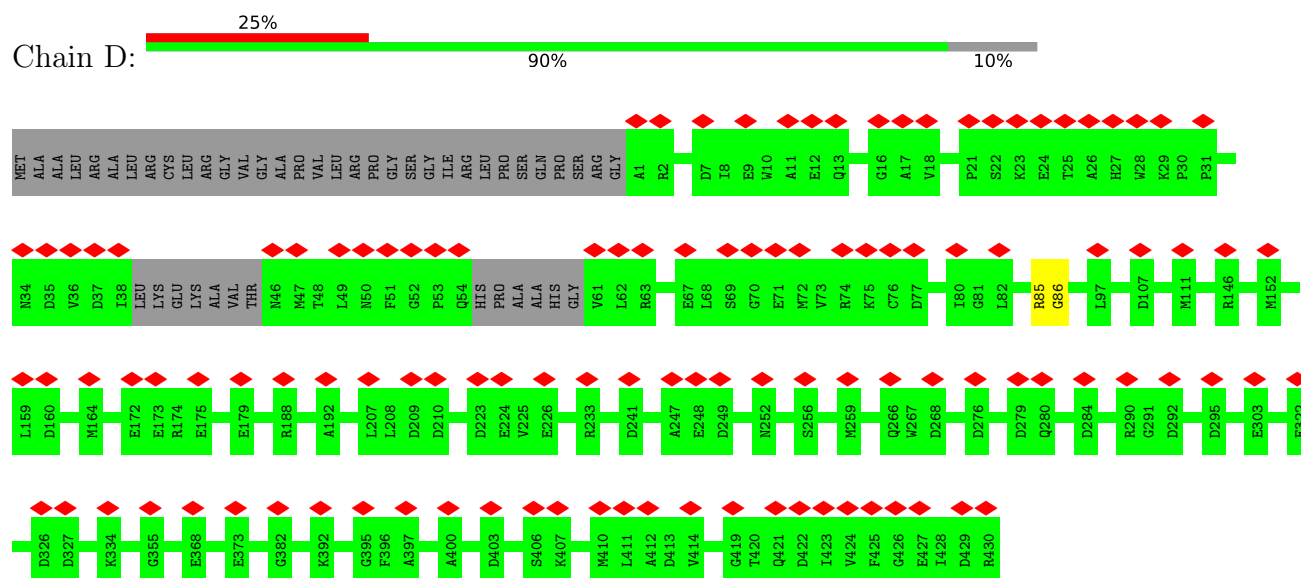 25%
Chain D:
90%
10%
MET ALA ALA LEU ARG ALA LEU ARG CYS LEU ARG GLY VAL GLY ALA PRO VAL LEU ARG PRO GLY SER GLY ILE ARG LEU PRO SER GLN PRO SER ARG GLY A1 R2 D7 I8 E9 W10 A11 E12 Q13 G16 A17 V18 P21 S22 K23 E24 T25 A26 H27 W28 K29 P30 P31
N34 D35 V36 D37 I38 LEU LYS GLU LYS ALA VAL THR N46 M47 T48 L49 N50 F51 G52 P53 Q54 HIS PRO ALA ALA HIS GLY V61 L62 R63 E67 L68 S69 G70 E71 M72 V73 R74 K75 C76 D77 I80 G81 L82 R85 G86 L97 D107 M111 R146 M152
L159 D160 M164 E172 E173 R174 E175 E179 R188 A192 L207 L208 D209 D210 D223 E224 V225 E226 R233 D241 A247 E248 D249 N252 S256 M259 Q266 W267 D268 D276 D279 Q280 D284 R290 G291 D292 D295 E303
D326 D327 K334 G355 E368 E373 G382 K392 G395 F396 A397 A400 D403 S406 K407 M410 L411 A412 D413 V414 G419 T420 Q421 D422 I423 V424 F425 G426 E427 I428 D429 R430